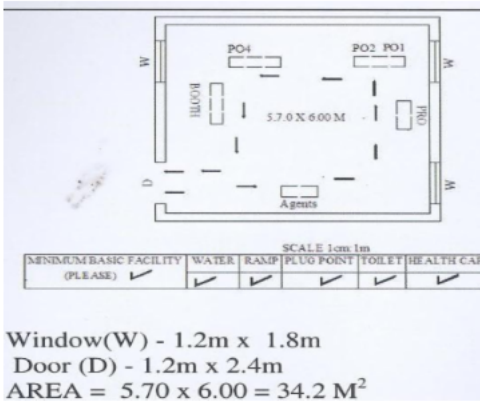 PO4 PO2 PO1
W W
BOOTH
5.7.0 X 6.00 M
PRO
D W
Agents
SCALE 1cm:1m
MINIMUM BASIC FACILITY WATER RAMP PLUG POINT TOILET HEALTH CAR
(PLEASE)
Window(W) - 1.2m x 1.8m
Door (D) - 1.2m x 2.4m
AREA = 5.70 x 6.00 = 34.2 M²